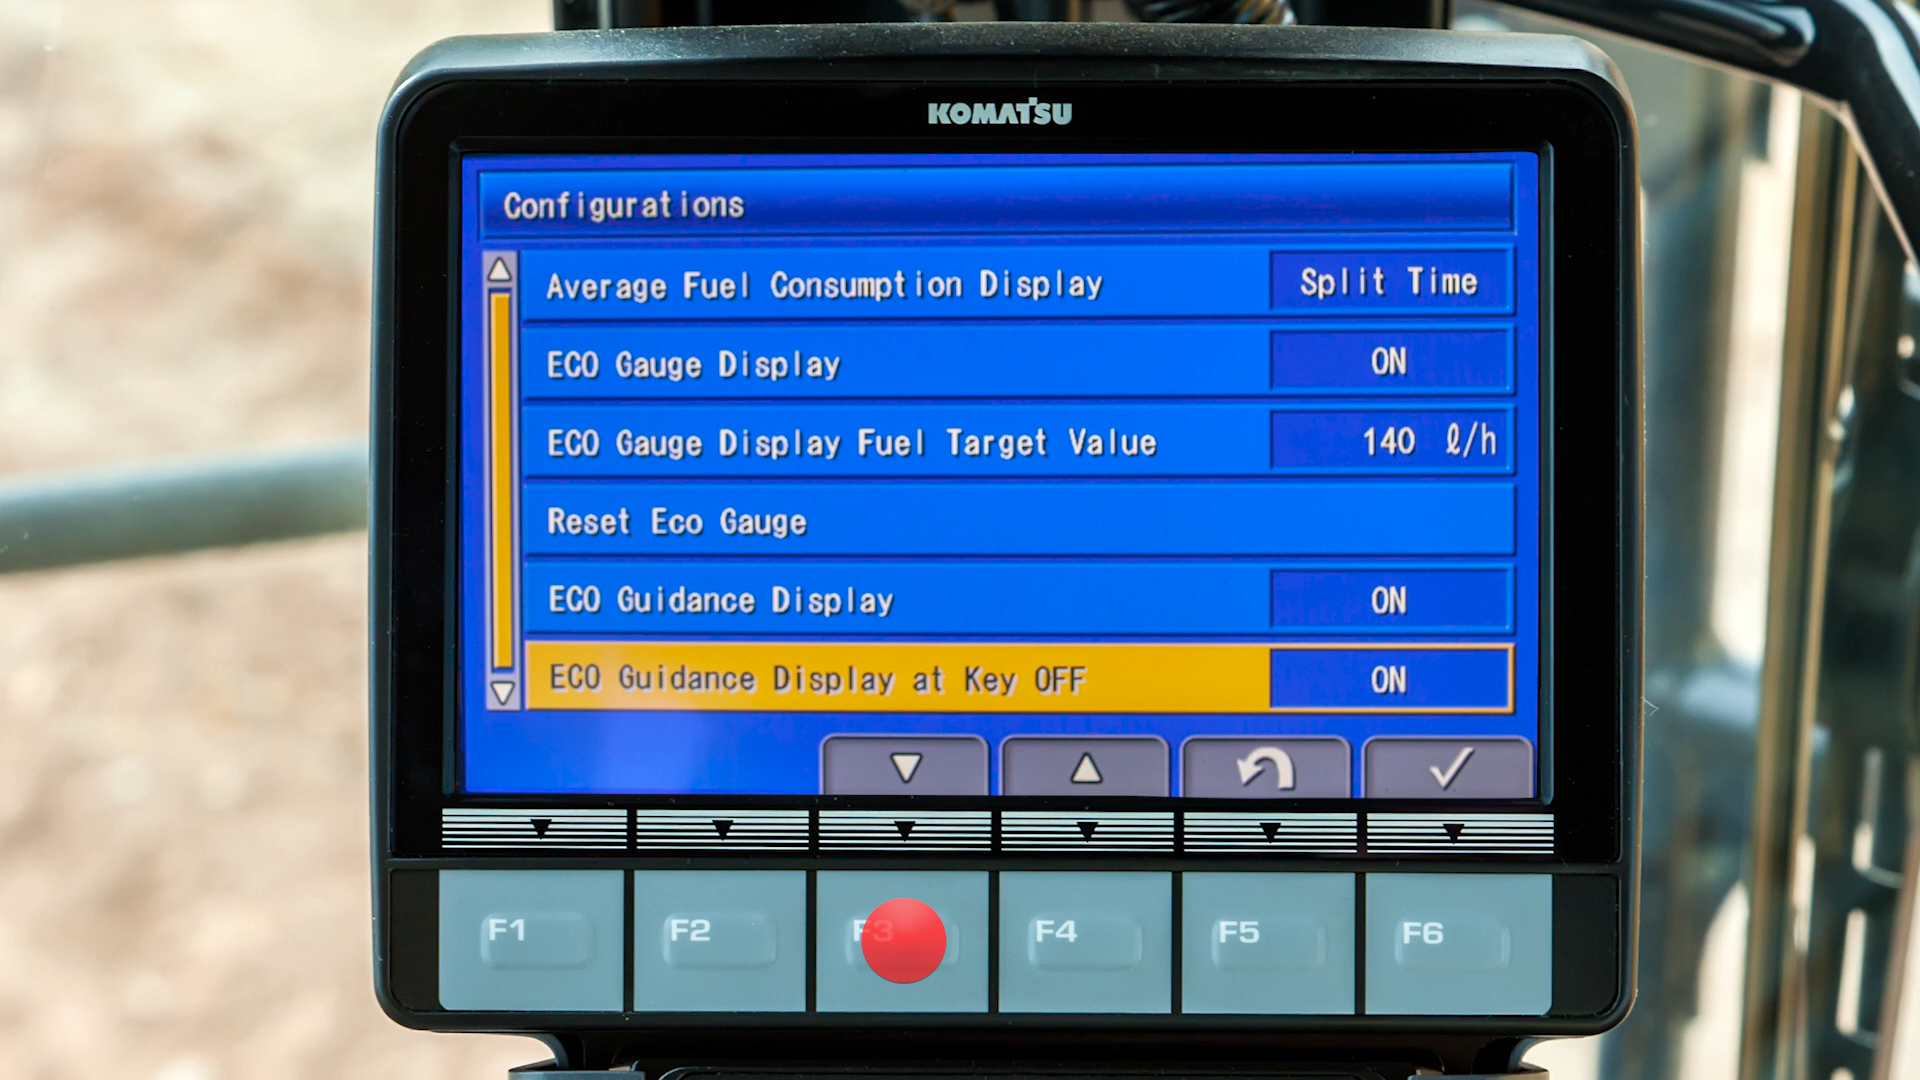 KOMATSU
Configurations
Average Fuel Consumption Display Split Time
ECO Gauge Display ON
ECO Gauge Display Fuel Target Value 140 ℓ/h
Reset Eco Gauge
ECO Guidance Display ON
ECO Guidance Display at Key OFF ON
F1 F2 F3 F4 F5 F6